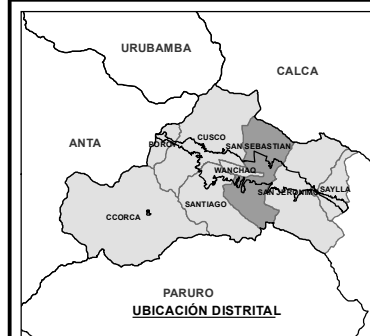 URUBAMBA
CALCA
ANTA
CUSCO
POROY
SAN SEBASTIAN
WANCHAQ
SAN JERONIMO
SAYLLA
SANTIAGO
CCORCA
PARURO
UBICACIÓN DISTRITAL